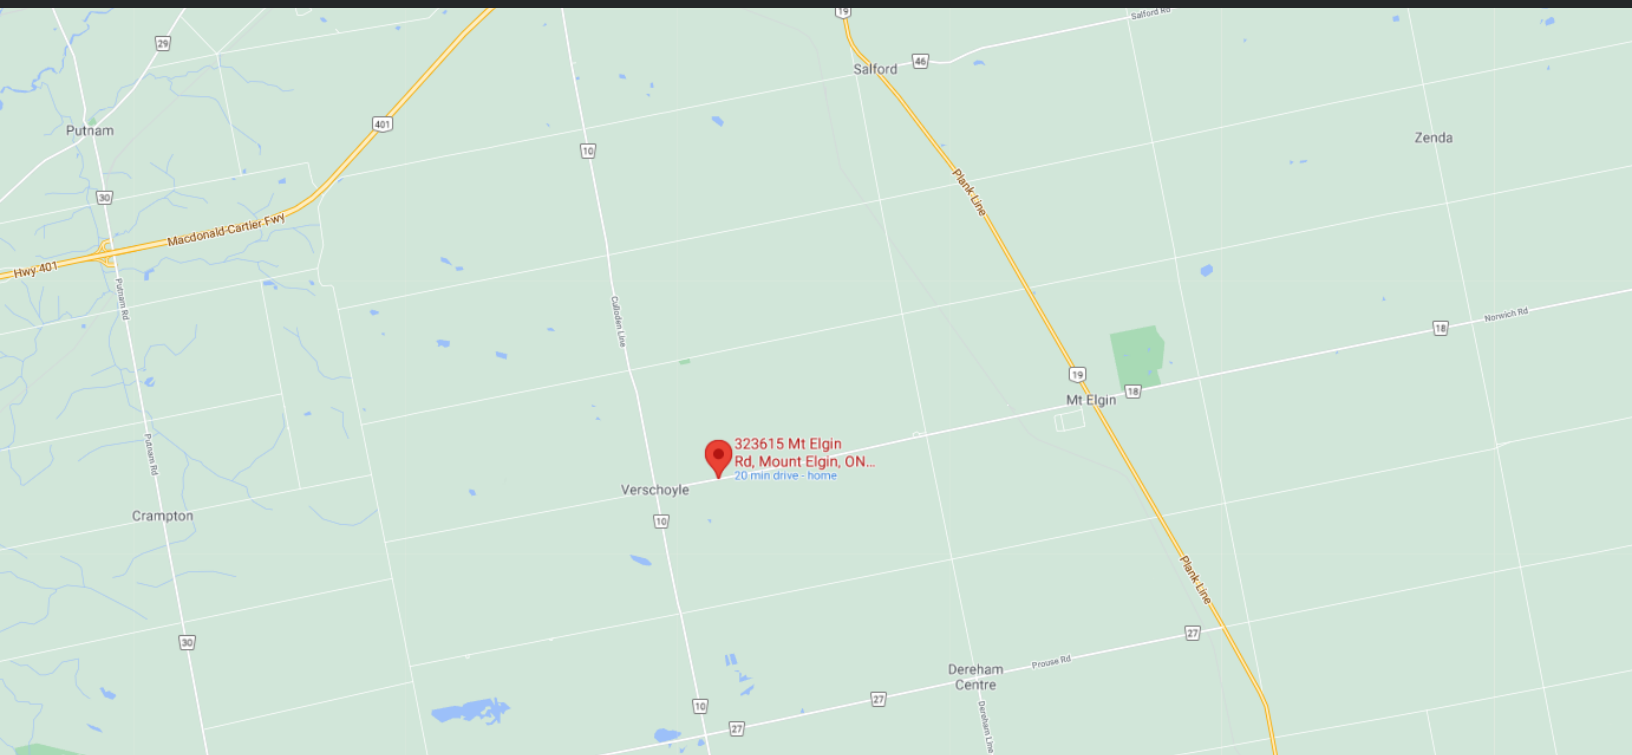 19
Salford Rd
29
Salford
46
401
Putnam
10
Zenda
30
Plank Line
Macdonald-Cartier Fwy
Hwy 401
Putnam Rd
Culloden Line
Norwich Rd
18
19
18
Mt Elgin
323615 Mt Elgin
Rd, Mount Elgin, ON...
20 min drive - home
Putnam Rd
Verschoyle
Crampton
10
Plank Line
27
30
Prouse Rd
Dereham
Centre
27
10
27
Dereham Line